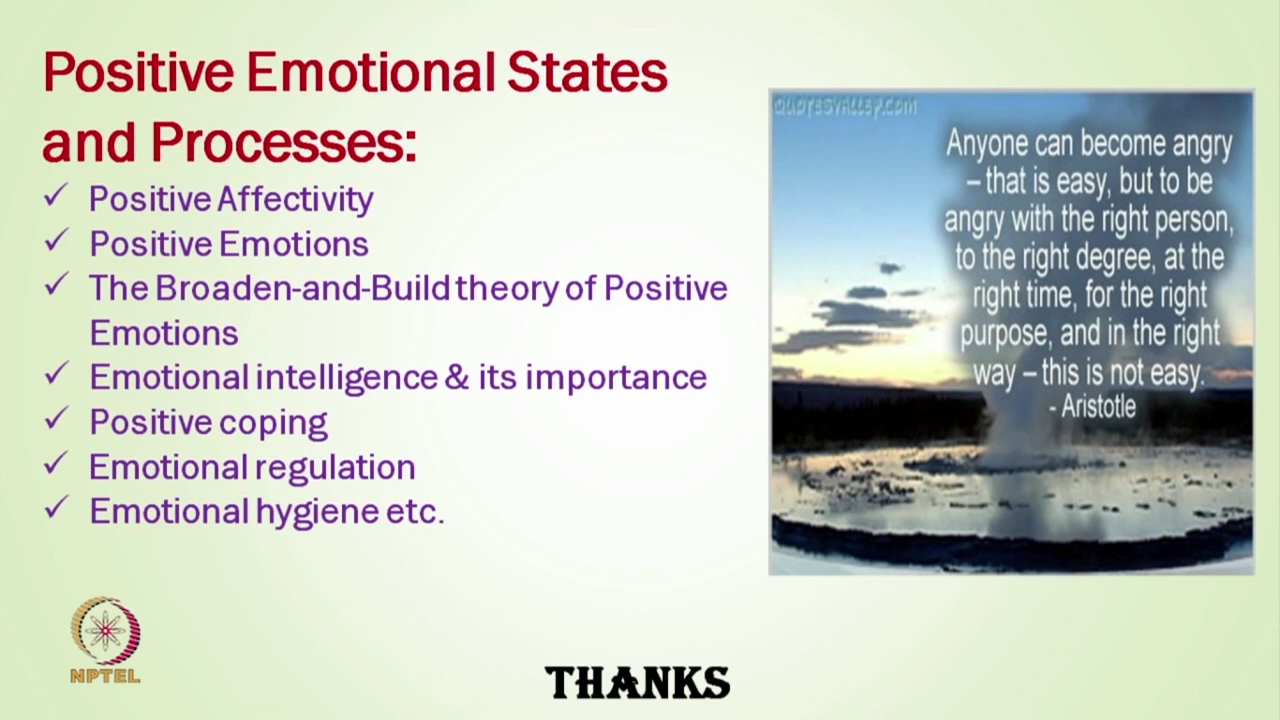 Positive Emotional States
and Processes:
✓ Positive Affectivity
✓ Positive Emotions
✓ The Broaden-and-Build theory of Positive
Emotions
✓ Emotional intelligence & its importance
✓ Positive coping
✓ Emotional regulation
✓ Emotional hygiene etc.
QUOTESVALLEY.COM
Anyone can become angry
– that is easy, but to be
angry with the right person,
to the right degree, at the
right time, for the right
purpose, and in the right
way – this is not easy.
- Aristotle
NPTEL
THANKS